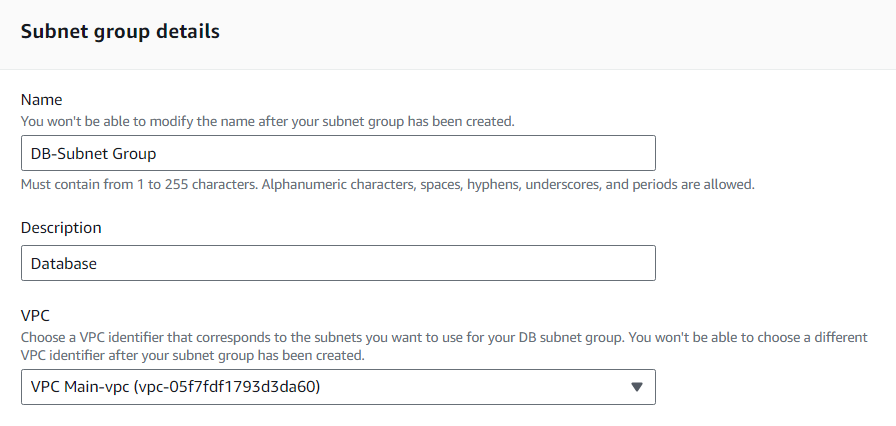 Subnet group details
Name
You won't be able to modify the name after your subnet group has been created.
DB-Subnet Group
Must contain from 1 to 255 characters. Alphanumeric characters, spaces, hyphens, underscores, and periods are allowed.
Description
Database
VPC
Choose a VPC identifier that corresponds to the subnets you want to use for your DB subnet group. You won't be able to choose a different
VPC identifier after your subnet group has been created.
VPC Main-vpc (vpc-05f7fdf1793d3da60)